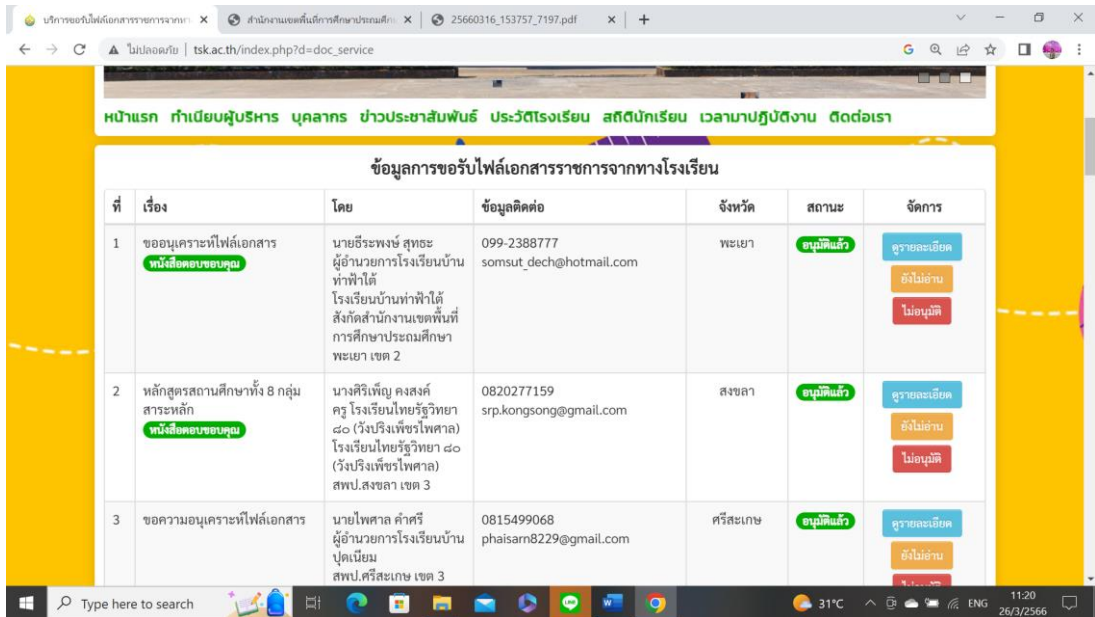 บริการขอรับไฟล์เอกสารราชการจากทา
สำนักงานเขตพื้นที่การศึกษาประถมศึก
25660316_153757_7197.pdf
ไม่ปลอดภัย | tsk.ac.th/index.php?d=doc_service
หน้าแรก ทำเนียบผู้บริหาร บุคลากร ข่าวประชาสัมพันธ์ ประวัติโรงเรียน สถิตินักเรียน เวลามาปฏิบัติงาน ติดต่อเรา
ข้อมูลการขอรับไฟล์เอกสารราชการจากทางโรงเรียน
ที่ เรื่อง โดย ข้อมูลติดต่อ จังหวัด สถานะ จัดการ
1 ขออนุเคราะห์ไฟล์เอกสาร นายธีระพงษ์ สุทธะ 099-2388777 พะเยา อนุมัติแล้ว ดูรายละเอียด
หนังสือตอบขอบคุณ ผู้อำนวยการโรงเรียนบ้าน somsut_dech@hotmail.com
ท่าฟ้าใต้ ยังไม่อ่าน
โรงเรียนบ้านท่าฟ้าใต้
สังกัดสำนักงานเขตพื้นที่ ไม่อนุมัติ
การศึกษาประถมศึกษา
พะเยา เขต 2
2 หลักสูตรสถานศึกษาทั้ง 8 กลุ่ม นางศิริเพ็ญ คงสงค์ 0820277159 สงขลา อนุมัติแล้ว ดูรายละเอียด
สาระหลัก ครู โรงเรียนไทยรัฐวิทยา srp.kongsong@gmail.com
หนังสือตอบขอบคุณ ๘๐ (วังปริงเพ็ชรไพศาล) ยังไม่อ่าน
โรงเรียนไทยรัฐวิทยา ๘๐
(วังปริงเพ็ชรไพศาล) ไม่อนุมัติ
สพป.สงขลา เขต 3
3 ขอความอนุเคราะห์ไฟล์เอกสาร นายไพศาล คำศรี 0815499068 ศรีสะเกษ อนุมัติแล้ว ดูรายละเอียด
ผู้อำนวยการโรงเรียนบ้าน phaisarn8229@gmail.com
ปุดเนียม ยังไม่อ่าน
สพป.ศรีสะเกษ เขต 3
Type here to search
31°C ENG 11:20
26/3/2566